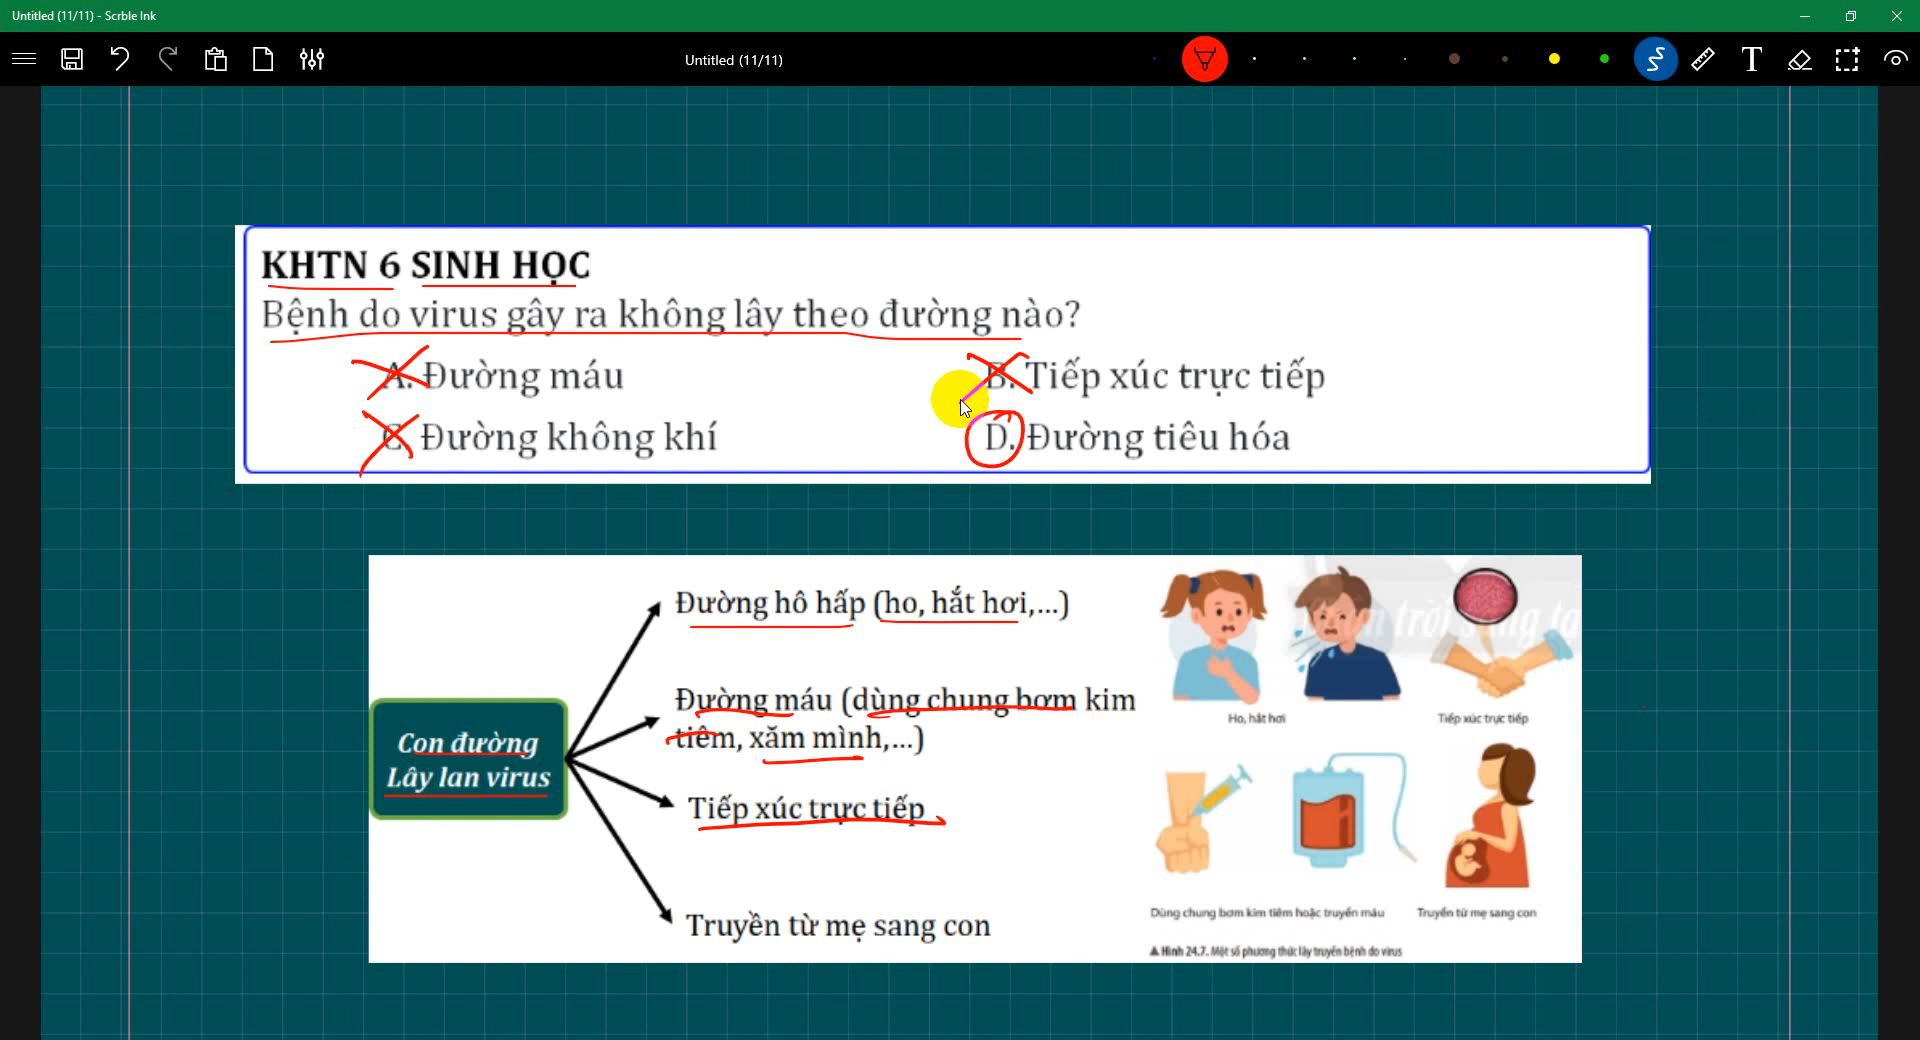 Untitled (11/11) - Scrble Ink
Untitled (11/11)
KHTN 6 SINH HỌC
Bệnh do virus gây ra không lây theo đường nào?
A. Đường máu
B. Tiếp xúc trực tiếp
C. Đường không khí
D. Đường tiêu hóa
Con đường
Lây lan virus
Đường hô hấp (ho, hắt hơi,...)
Đường máu (dùng chung bơm kim
tiêm, xăm mình,...)
Tiếp xúc trực tiếp
Truyền từ mẹ sang con
Ho, hắt hơi
Tiếp xúc trực tiếp
Dùng chung bơm kim tiêm hoặc truyền máu
Truyền từ mẹ sang con
▲ Hình 24.7. Một số phương thức lây truyền bệnh do virus